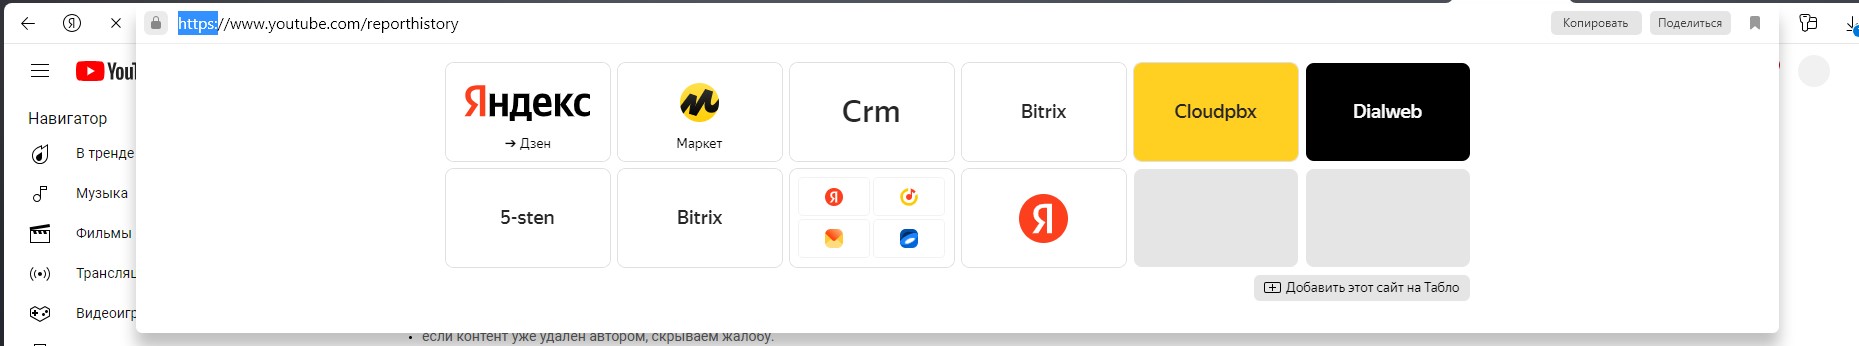 https://www.youtube.com/reporthistory
Копировать
Поделиться
Навигатор
В тренде
Музыка
Фильмы
Яндекс
➔ Дзен
Маркет
Crm
Bitrix
Cloudpbx
Dialweb
5-sten
Bitrix
Я
Добавить этот сайт на Табло
если контент уже удален автором, скрываем жалобу.